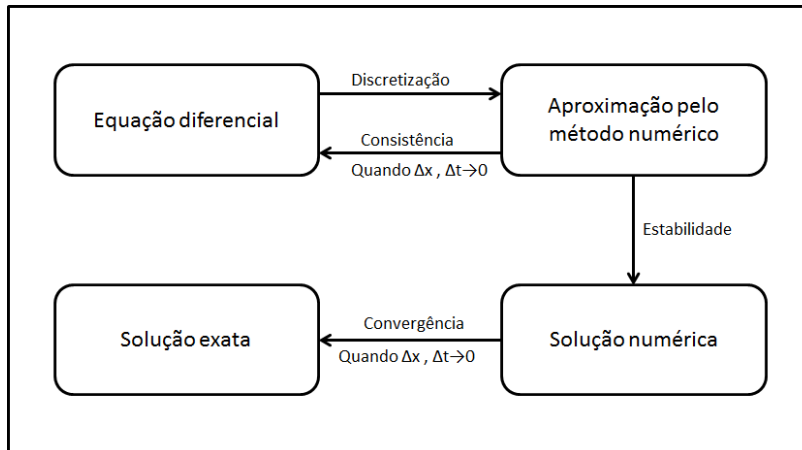 Equação diferencial
Discretização
Consistência
Quando Δx , Δt→0
Aproximação pelo
método numérico
Estabilidade
Solução exata
Convergência
Quando Δx , Δt→0
Solução numérica